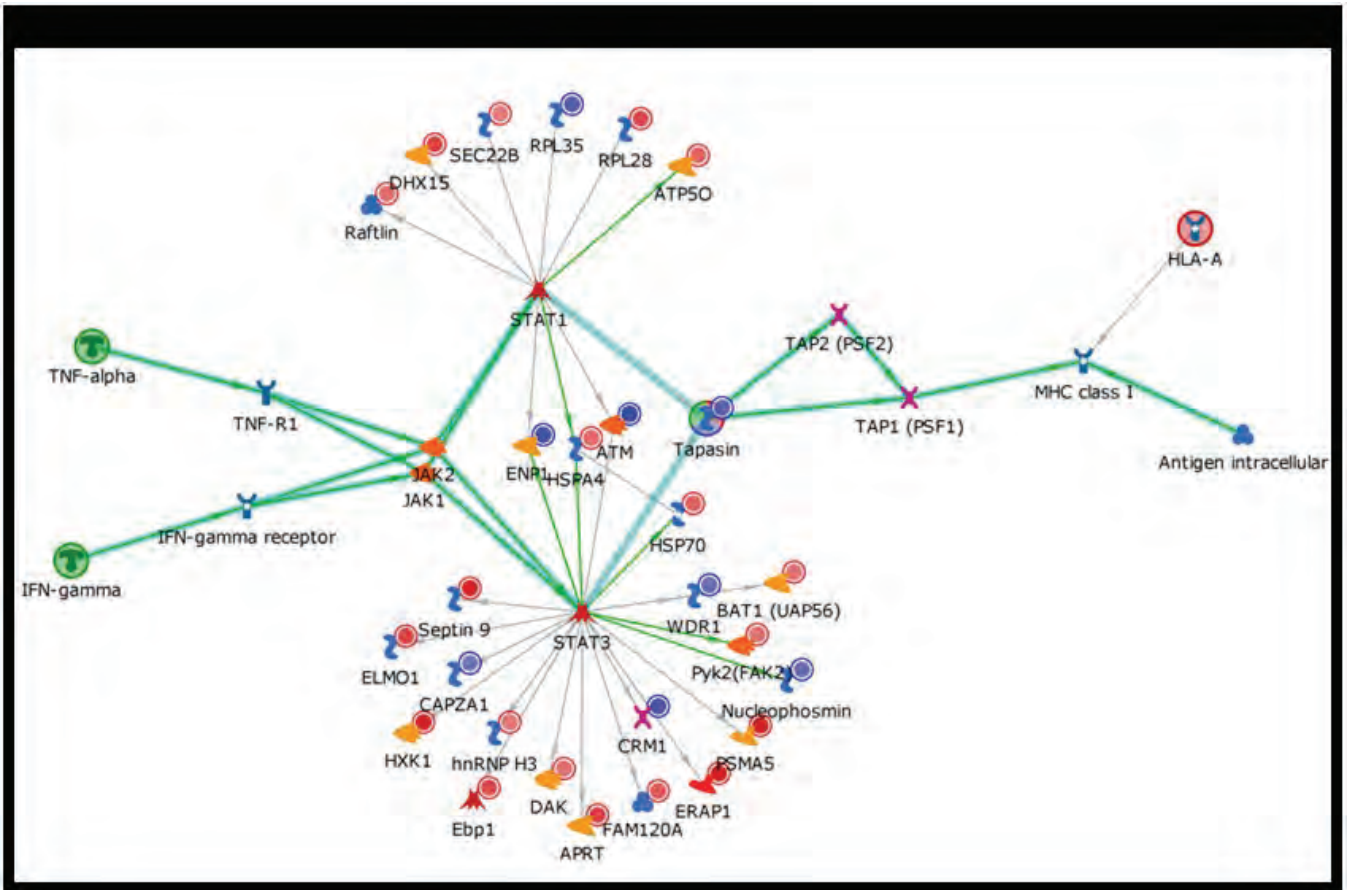 SEC22B
RPL35
RPL28
DHX15
ATP5O
Raftlin
HLA-A
STAT1
TAP2 (PSF2)
TNF-alpha
MHC class I
TNF-R1
TAP1 (PSF1)
Tapasin
ATM
Antigen intracellular
JAK2
ENP1
HSPA4
JAK1
IFN-gamma receptor
HSP70
IFN-gamma
BAT1 (UAP56)
WDR1
Septin 9
STAT3
ELMO1
Pyk2(FAK2)
CAPZA1
Nucleophosmin
CRM1
HXK1
hnRNP H3
PSMA5
DAK
ERAP1
Ebp1
FAM120A
APRT